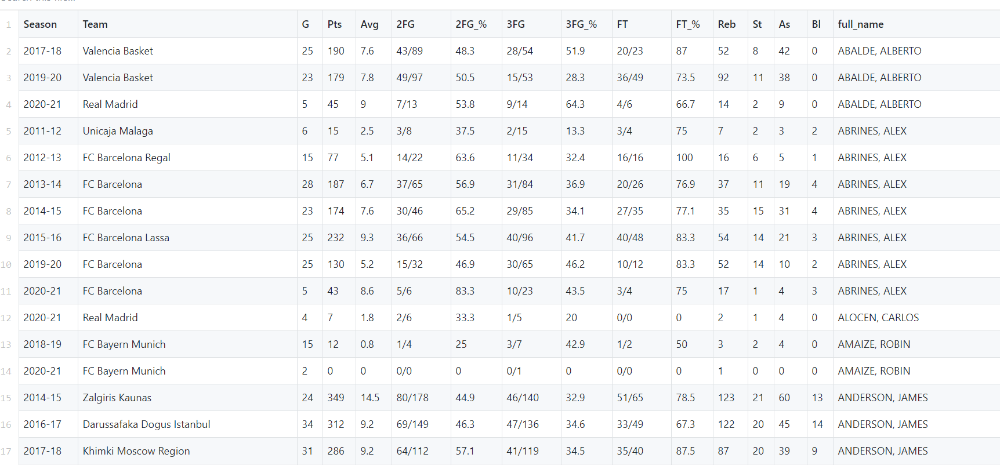 1 Season Team G Pts Avg 2FG 2FG_% 3FG 3FG_% FT FT_% Reb St As Bl full_name
2 2017-18 Valencia Basket 25 190 7.6 43/89 48.3 28/54 51.9 20/23 87 52 8 42 0 ABALDE, ALBERTO
3 2019-20 Valencia Basket 23 179 7.8 49/97 50.5 15/53 28.3 36/49 73.5 92 11 38 0 ABALDE, ALBERTO
4 2020-21 Real Madrid 5 45 9 7/13 53.8 9/14 64.3 4/6 66.7 14 2 9 0 ABALDE, ALBERTO
5 2011-12 Unicaja Malaga 6 15 2.5 3/8 37.5 2/15 13.3 3/4 75 7 2 3 2 ABRINES, ALEX
6 2012-13 FC Barcelona Regal 15 77 5.1 14/22 63.6 11/34 32.4 16/16 100 16 6 5 1 ABRINES, ALEX
7 2013-14 FC Barcelona 28 187 6.7 37/65 56.9 31/84 36.9 20/26 76.9 37 11 19 4 ABRINES, ALEX
8 2014-15 FC Barcelona 23 174 7.6 30/46 65.2 29/85 34.1 27/35 77.1 35 15 31 4 ABRINES, ALEX
9 2015-16 FC Barcelona Lassa 25 232 9.3 36/66 54.5 40/96 41.7 40/48 83.3 54 14 21 3 ABRINES, ALEX
10 2019-20 FC Barcelona 25 130 5.2 15/32 46.9 30/65 46.2 10/12 83.3 52 14 10 2 ABRINES, ALEX
11 2020-21 FC Barcelona 5 43 8.6 5/6 83.3 10/23 43.5 3/4 75 17 1 4 3 ABRINES, ALEX
12 2020-21 Real Madrid 4 7 1.8 2/6 33.3 1/5 20 0/0 0 2 1 4 0 ALOCEN, CARLOS
13 2018-19 FC Bayern Munich 15 12 0.8 1/4 25 3/7 42.9 1/2 50 3 2 4 0 AMAIZE, ROBIN
14 2020-21 FC Bayern Munich 2 0 0 0/0 0 0/1 0 0/0 0 1 0 0 0 AMAIZE, ROBIN
15 2014-15 Zalgiris Kaunas 24 349 14.5 80/178 44.9 46/140 32.9 51/65 78.5 123 21 60 13 ANDERSON, JAMES
16 2016-17 Darussafaka Dogus Istanbul 34 312 9.2 69/149 46.3 47/136 34.6 33/49 67.3 122 20 45 14 ANDERSON, JAMES
17 2017-18 Khimki Moscow Region 31 286 9.2 64/112 57.1 41/119 34.5 35/40 87.5 87 20 39 9 ANDERSON, JAMES